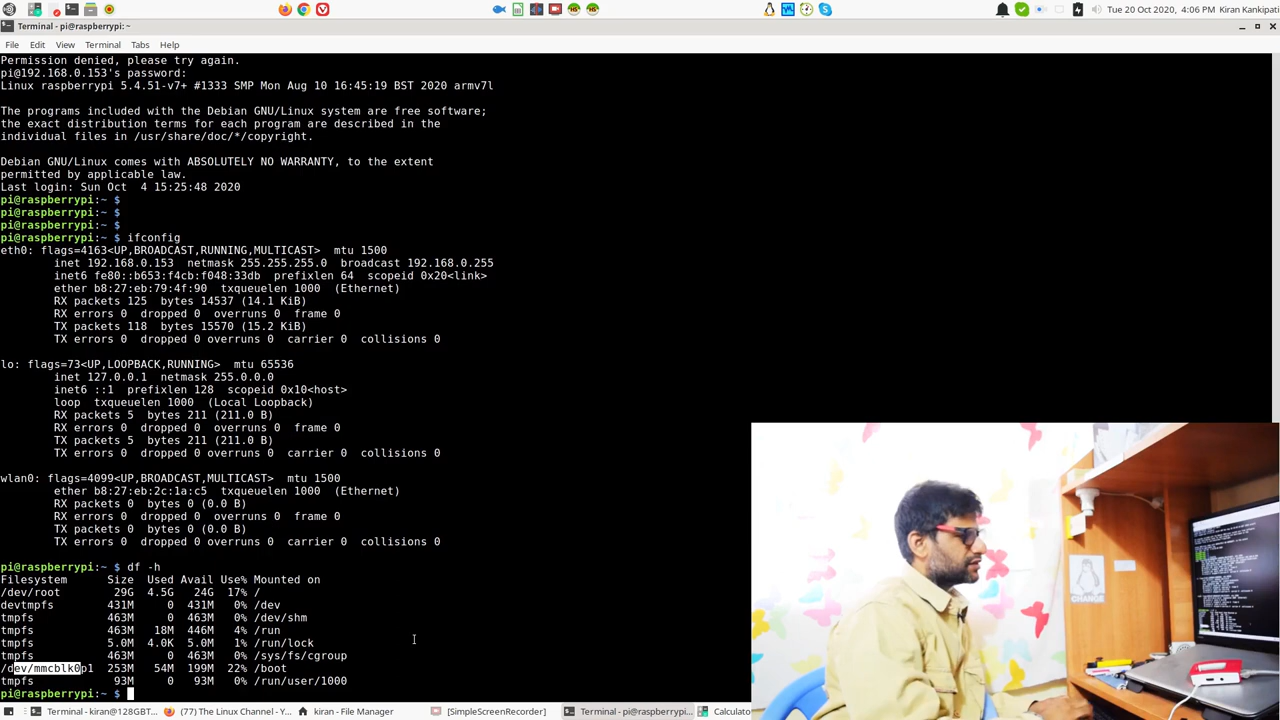 Tue 20 Oct 2020, 4:06 PM Kiran Kankipati
Terminal - pi@raspberrypi: ~
File Edit View Terminal Tabs Help
Permission denied, please try again.
pi@192.168.0.153's password:
Linux raspberrypi 5.4.51-v7+ #1333 SMP Mon Aug 10 16:45:19 BST 2020 armv7l
The programs included with the Debian GNU/Linux system are free software;
the exact distribution terms for each program are described in the
individual files in /usr/share/doc/*/copyright.
Debian GNU/Linux comes with ABSOLUTELY NO WARRANTY, to the extent
permitted by applicable law.
Last login: Sun Oct  4 15:25:48 2020
pi@raspberrypi:~ $
pi@raspberrypi:~ $
pi@raspberrypi:~ $
pi@raspberrypi:~ $ ifconfig
eth0: flags=4163<UP,BROADCAST,RUNNING,MULTICAST>  mtu 1500
inet 192.168.0.153  netmask 255.255.255.0  broadcast 192.168.0.255
inet6 fe80::b653:f4cb:f048:33db  prefixlen 64  scopeid 0x20<link>
ether b8:27:eb:79:4f:90  txqueuelen 1000  (Ethernet)
RX packets 125  bytes 14537 (14.1 KiB)
RX errors 0  dropped 0  overruns 0  frame 0
TX packets 118  bytes 15570 (15.2 KiB)
TX errors 0  dropped 0 overruns 0  carrier 0  collisions 0
lo: flags=73<UP,LOOPBACK,RUNNING>  mtu 65536
inet 127.0.0.1  netmask 255.0.0.0
inet6 ::1  prefixlen 128  scopeid 0x10<host>
loop  txqueuelen 1000  (Local Loopback)
RX packets 5  bytes 211 (211.0 B)
RX errors 0  dropped 0  overruns 0  frame 0
TX packets 5  bytes 211 (211.0 B)
TX errors 0  dropped 0 overruns 0  carrier 0  collisions 0
wlan0: flags=4099<UP,BROADCAST,MULTICAST>  mtu 1500
ether b8:27:eb:2c:1a:c5  txqueuelen 1000  (Ethernet)
RX packets 0  bytes 0 (0.0 B)
RX errors 0  dropped 0  overruns 0  frame 0
TX packets 0  bytes 0 (0.0 B)
TX errors 0  dropped 0 overruns 0  carrier 0  collisions 0
pi@raspberrypi:~ $ df -h
Filesystem      Size  Used Avail Use% Mounted on
/dev/root        29G  4.5G   24G  17% /
devtmpfs        431M     0  431M   0% /dev
tmpfs           463M     0  463M   0% /dev/shm
tmpfs           463M   18M  446M   4% /run
tmpfs           5.0M  4.0K  5.0M   1% /run/lock
tmpfs           463M     0  463M   0% /sys/fs/cgroup
/dev/mmcblk0p1  253M   54M  199M  22% /boot
tmpfs            93M     0   93M   0% /run/user/1000
pi@raspberrypi:~ $
Terminal - kiran@128GBT... (77) The Linux Channel - Y... kiran - File Manager [SimpleScreenRecorder] Terminal - pi@raspberrypi:... Calculato